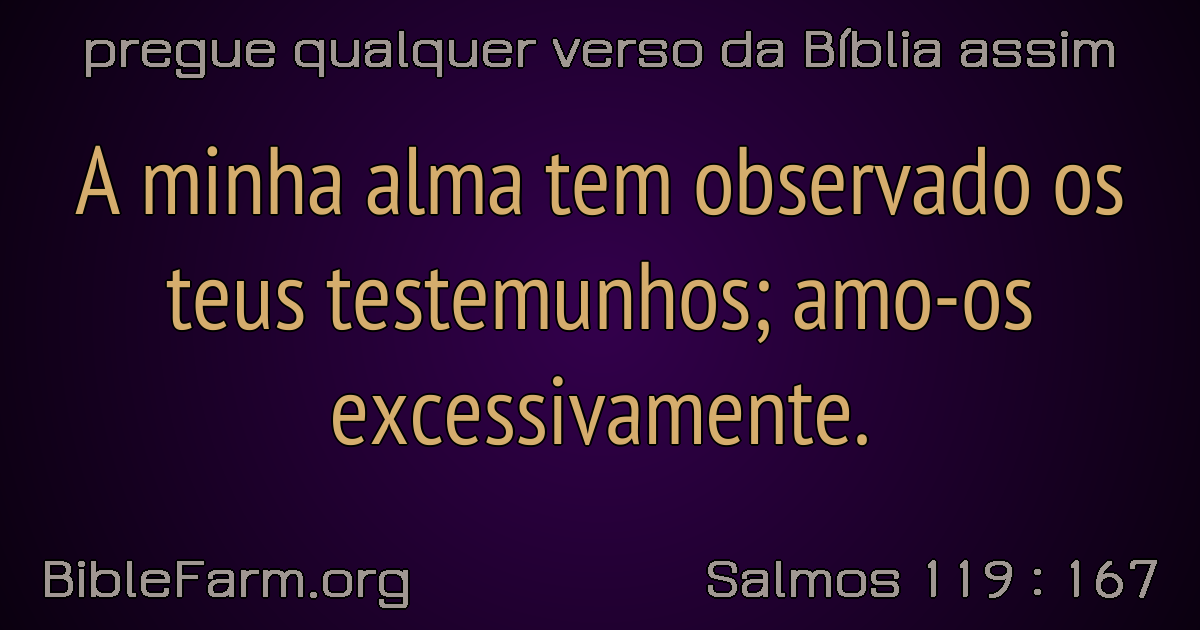 pregue qualquer verso da Bíblia assim
A minha alma tem observado os
teus testemunhos; amo-os
excessivamente.
BibleFarm.org
Salmos 119 : 167